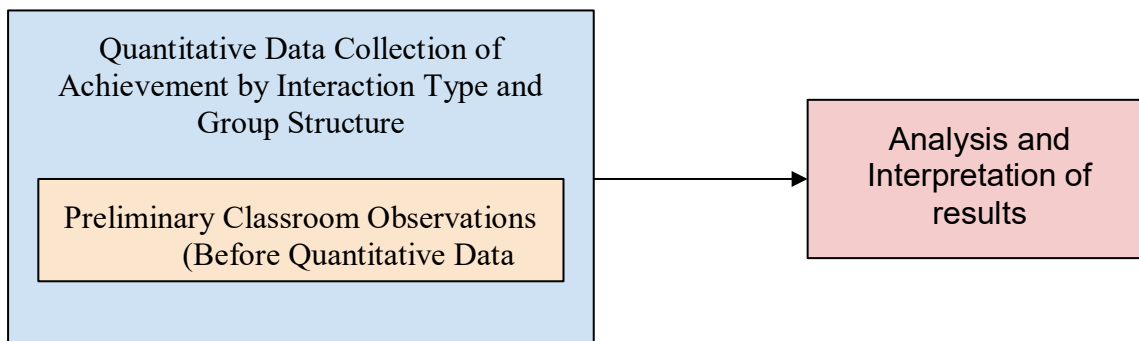 Quantitative Data Collection of
Achievement by Interaction Type and
Group Structure
Preliminary Classroom Observations
(Before Quantitative Data
Analysis and
Interpretation of
results